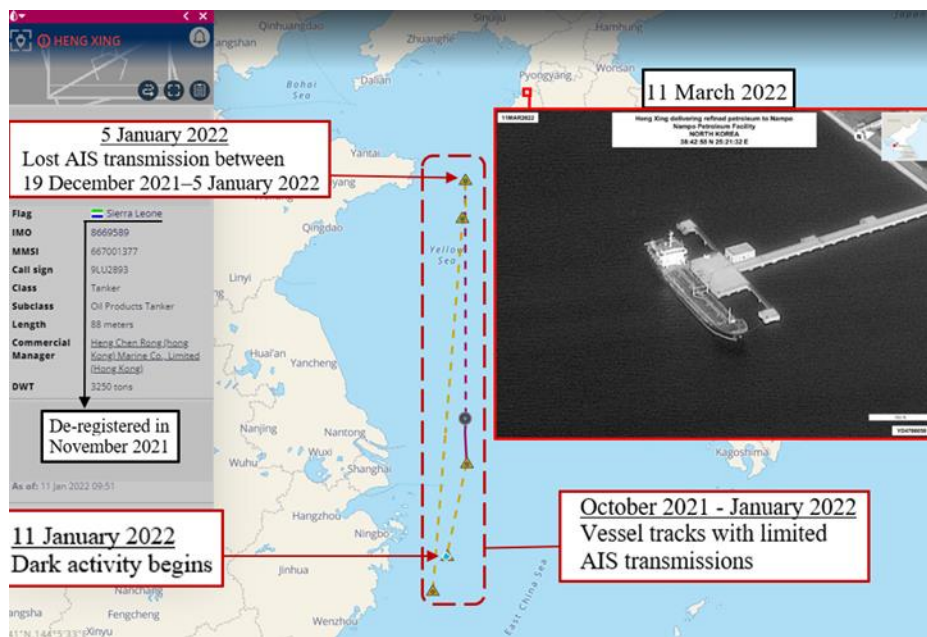 HENG XING
5 January 2022
Lost AIS transmission between
19 December 2021–5 January 2022
Flag Sierra Leone
IMO 8669589
MMSI 667001377
Call sign 9LU2893
Class Tanker
Subclass Oil Products Tanker
Length 88 meters
Commercial Manager Heng Chen Rong (hong
Kong) Marine Co., Limited
(Hong Kong)
DWT 3250 tons
De-registered in
November 2021
As of: 11 Jan 2022 09:51
11 January 2022
Dark activity begins
11 March 2022
11MAR2022
Hong Xing delivering refined petroleum to Nampo
Nampo Petroleum Facility
NORTH KOREA
October 2021 - January 2022
Vessel tracks with limited
AIS transmissions
Qinhuangdao
Tangshan
Zhuanghe
Sinuiju
Hamhung
Dalian
Bohai
Sea
Pyongyang
Wonsan
Yantai
Qingdao
Yellow
Sea
Linyi
Huai'an
Yancheng
Nanjing
Nantong
Wuhu
Wuxi
Shanghai
Hangzhou
Ningbo
Jinhua
Nanchang
Fengcheng
Xinyu
Wenzhou
East China Sea
Kagoshima